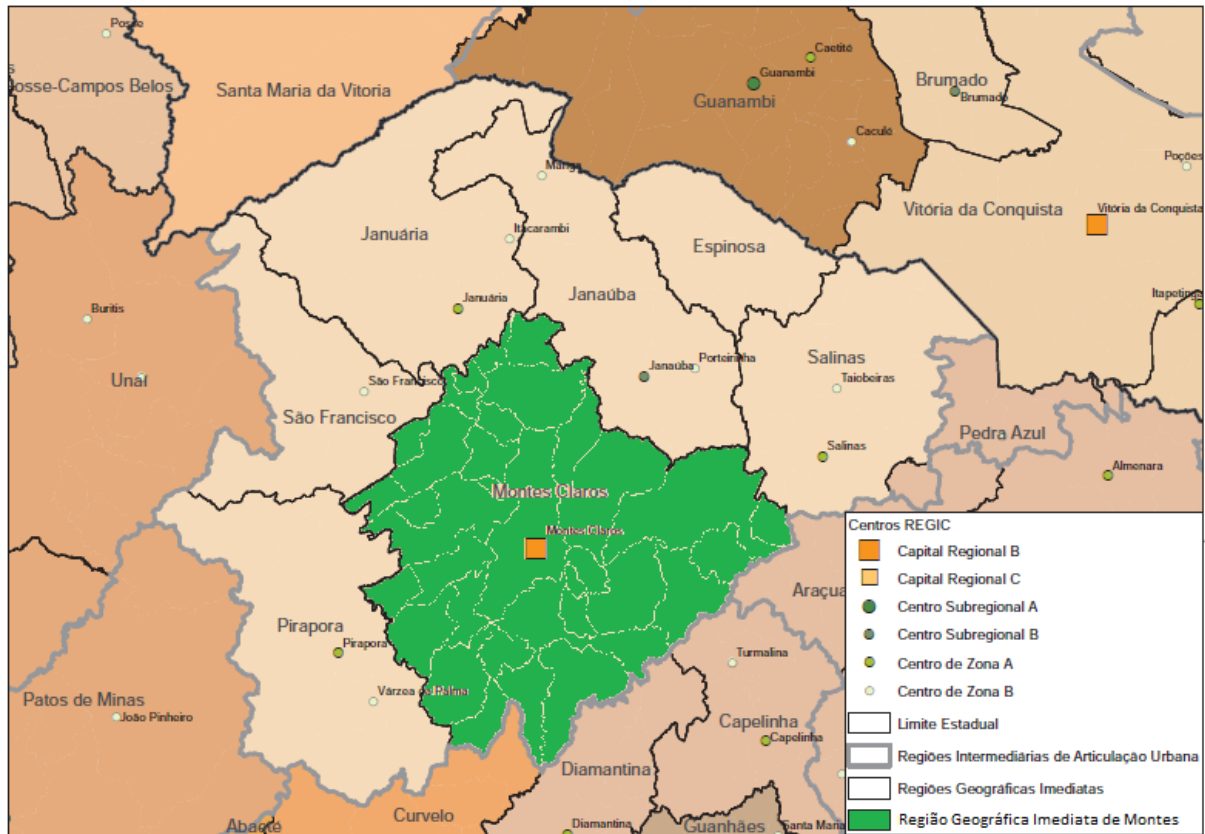 Posse
Caetité
Guanambi
Brumado
Posse-Campos Belos
Santa Maria da Vitoria
Guanambi
Brumado
Caculé
Poções
Vitória da Conquista
Vitória da Conquista
Manga
Januária
Itacarambi
Espinosa
Janaúba
Januária
Itapetinga
Buritis
Unaí
Janaúba
Porteirinha
Salinas
São Francisco
Taiobeiras
São Francisco
Pedra Azul
Salinas
Almenara
Montes Claros
Montes Claros
Araçua
Pirapora
Pirapora
Turmalina
Várzea da Palma
Patos de Minas
João Pinheiro
Capelinha
Capelinha
Diamantina
Curvelo
Abaeté
Diamantina
Guanhães
Santa Maria
Centros REGIC
Capital Regional B
Capital Regional C
Centro Subregional A
Centro Subregional B
Centro de Zona A
Centro de Zona B
Limite Estadual
Regiões Intermediárias de Articulação Urbana
Regiões Geográficas Imediatas
Região Geográfica Imediata de Montes